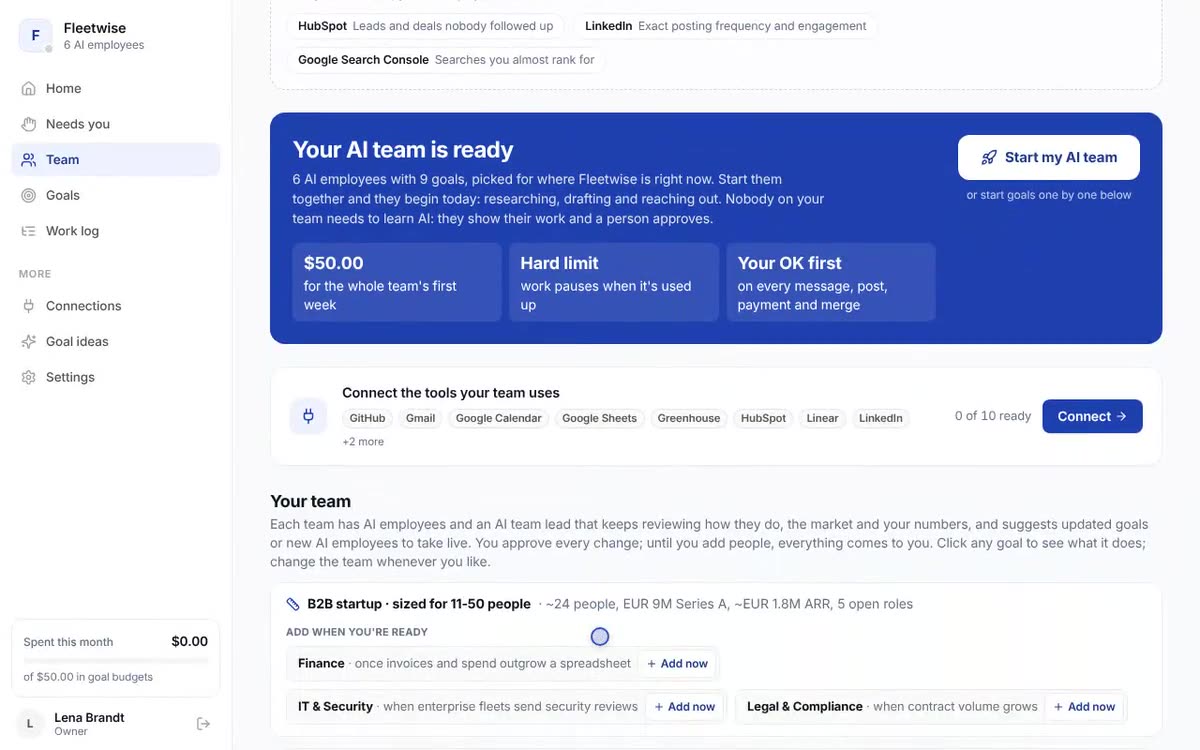 F
Fleetwise
6 AI employees
Home
Needs you
Team
Goals
Work log
MORE
Connections
Goal ideas
Settings
Spent this month $0.00
of $50.00 in goal budgets
L
Lena Brandt
Owner
HubSpot Leads and deals nobody followed up
LinkedIn Exact posting frequency and engagement
Google Search Console Searches you almost rank for
Your AI team is ready
6 AI employees with 9 goals, picked for where Fleetwise is right now. Start them
together and they begin today: researching, drafting and reaching out. Nobody on your
team needs to learn AI: they show their work and a person approves.
Start my AI team
or start goals one by one below
$50.00
for the whole team's first
week
Hard limit
work pauses when it's used
up
Your OK first
on every message, post,
payment and merge
Connect the tools your team uses
GitHub Gmail Google Calendar Google Sheets Greenhouse HubSpot Linear LinkedIn
+2 more
0 of 10 ready
Connect →
Your team
Each team has AI employees and an AI team lead that keeps reviewing how they do, the market and your numbers, and suggests updated goals
or new AI employees to take live. You approve every change; until you add people, everything comes to you. Click any goal to see what it does;
change the team whenever you like.
B2B startup · sized for 11-50 people · ~24 people, EUR 9M Series A, ~EUR 1.8M ARR, 5 open roles
ADD WHEN YOU'RE READY
Finance · once invoices and spend outgrow a spreadsheet + Add now
IT & Security · when enterprise fleets send security reviews + Add now
Legal & Compliance · when contract volume grows + Add now